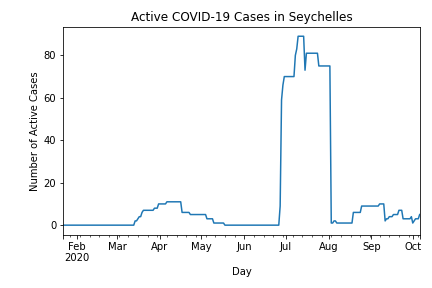 Active COVID-19 Cases in Seychelles
Number of Active Cases
80
60
40
20
0
Feb Mar Apr May Jun Jul Aug Sep Oct
2020
Day